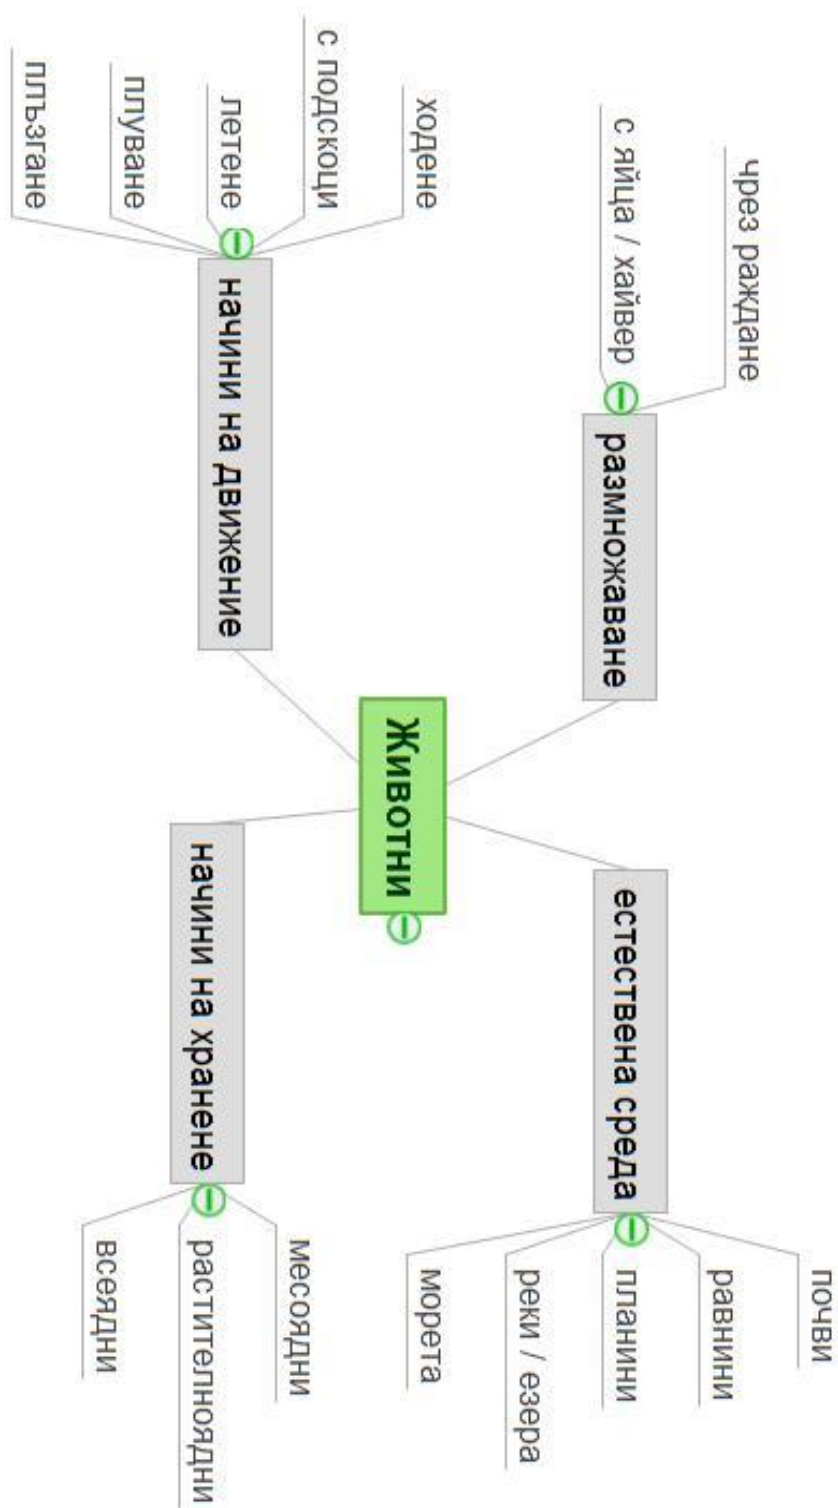 Животни
размножаване
чрез раждане
с яйца / хайвер
начини на движение
ходене
с подскоци
летене
плуване
плъзгане
естествена среда
почви
равнини
планини
реки / езера
морета
начини на хранене
месоядни
растителноядни
всеядни